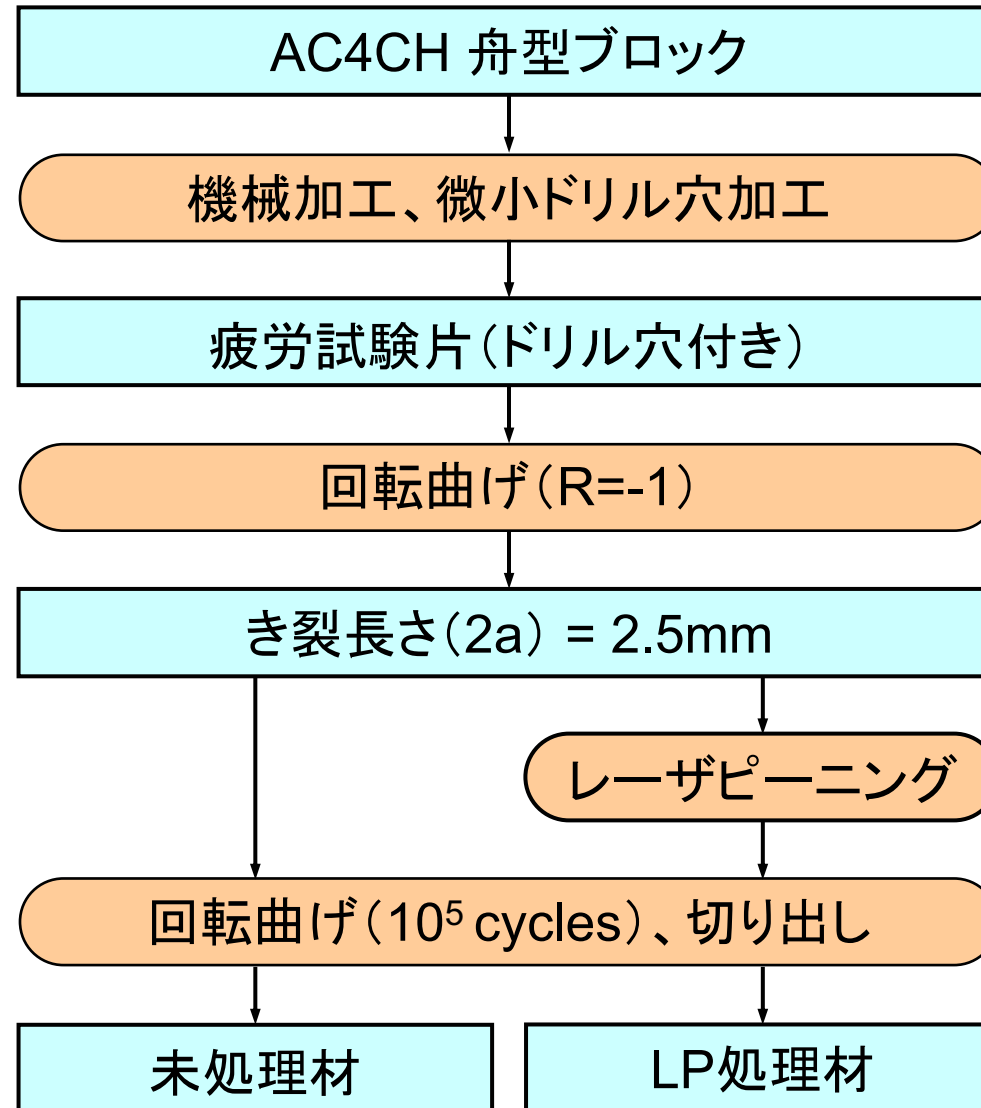 AC4CH 舟型ブロック
機械加工、微小ドリル穴加工
疲労試験片（ドリル穴付き）
回転曲げ（R=-1）
き裂長さ（2a） = 2.5mm
レーザピーニング
回転曲げ（10⁵ cycles）、切り出し
未処理材
LP処理材